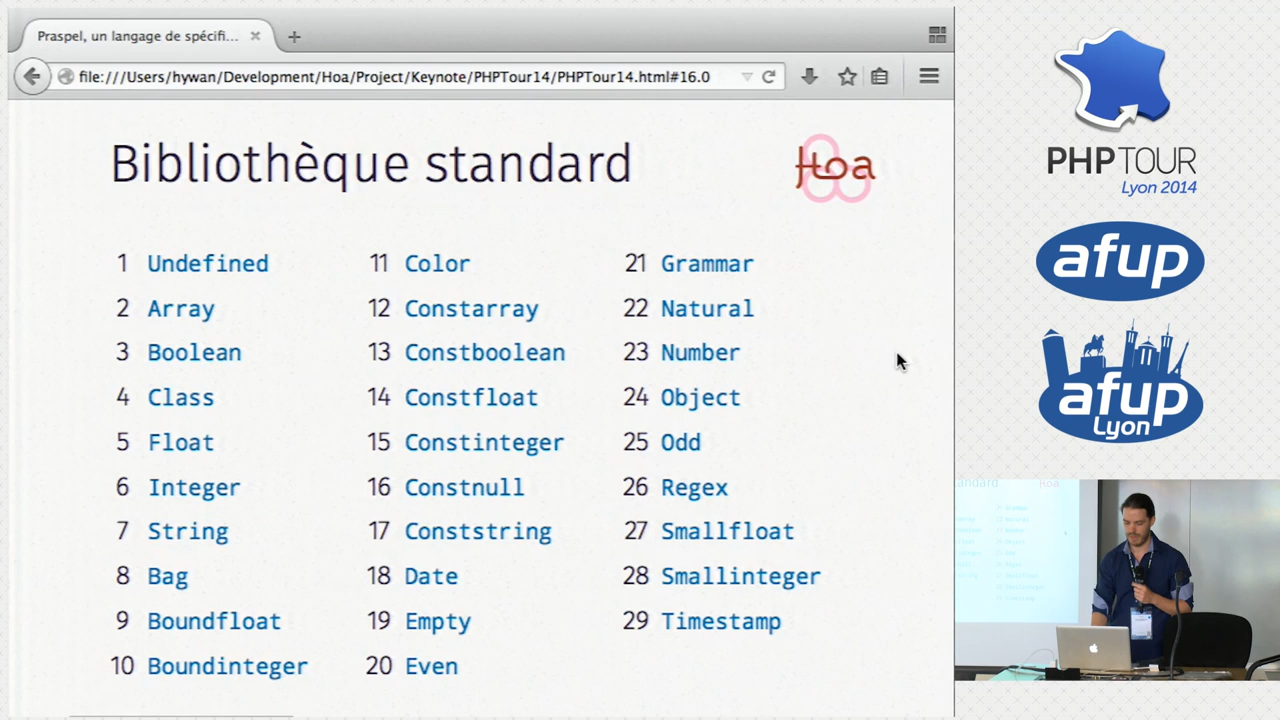 Praspel, un langage de spécifi...
file:///Users/hywan/Development/Hoa/Project/Keynote/PHPTour14/PHPTour14.html#16.0
Bibliothèque standard
Hoa
1 Undefined
2 Array
3 Boolean
4 Class
5 Float
6 Integer
7 String
8 Bag
9 Boundfloat
10 Boundinteger
11 Color
12 Constarray
13 Constboolean
14 Constfloat
15 Constinteger
16 Constnull
17 Conststring
18 Date
19 Empty
20 Even
21 Grammar
22 Natural
23 Number
24 Object
25 Odd
26 Regex
27 Smallfloat
28 Smallinteger
29 Timestamp
PHPTOUR
Lyon 2014
afup
afup
Lyon